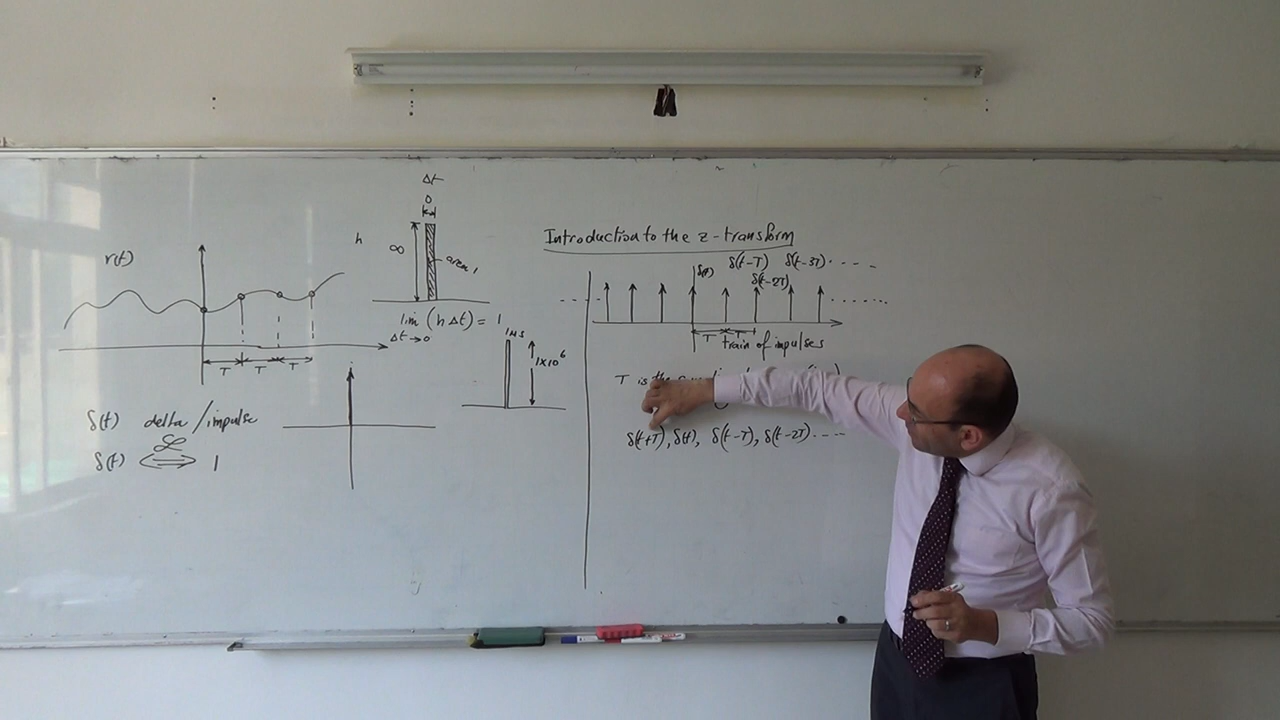 Δt
0
h
∞
area 1
lim (h Δt) = 1
Δt→0
r(t)
T T T
1μs
1×10⁶
δ(t) delta/impulse
ℒ
δ(t) ⟺ 1
Introduction to the z-transform
δ(t) δ(t-T) δ(t-3T)....
δ(t-2T)
.... ......
T T
train of impulses
T is the
δ(t+T), δ(t), δ(t-T), δ(t-2T)....